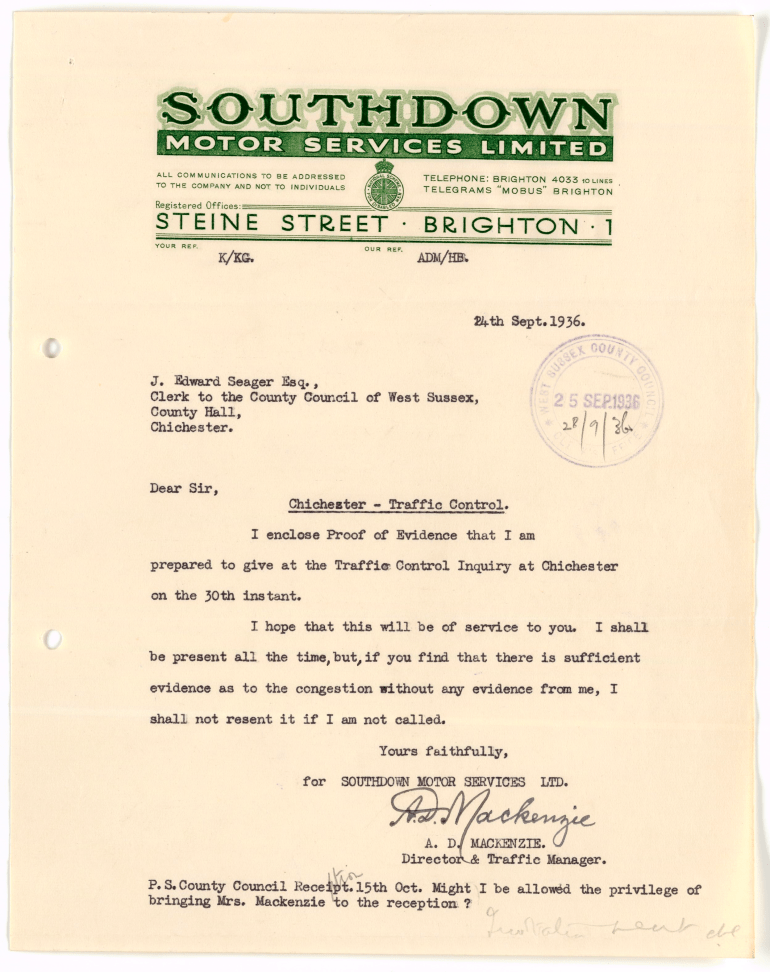 SOUTHDOWN
MOTOR SERVICES LIMITED
ALL COMMUNICATIONS TO BE ADDRESSED
TO THE COMPANY AND NOT TO INDIVIDUALS
TELEPHONE: BRIGHTON 4033 10 LINES
TELEGRAMS "MOBUS" BRIGHTON
Registered Offices:
STEINE STREET · BRIGHTON · 1
YOUR REF. K/KG. OUR REF. ADM/HB.
24th Sept.1936.
WEST SUSSEX COUNTY COUNCIL
25 SEP.1936
28/9/36
J. Edward Seager Esq.,
Clerk to the County Council of West Sussex,
County Hall,
Chichester.
Dear Sir,
Chichester - Traffic Control.
I enclose Proof of Evidence that I am
prepared to give at the Traffic Control Inquiry at Chichester
on the 30th instant.
I hope that this will be of service to you. I shall
be present all the time,but,if you find that there is sufficient
evidence as to the congestion without any evidence from me, I
shall not resent it if I am not called.
Yours faithfully,
for SOUTHDOWN MOTOR SERVICES LTD.
A.D. Mackenzie
A. D. MACKENZIE.
Director & Traffic Manager.
P.S.County Council Receiption.15th Oct. Might I be allowed the privilege of
bringing Mrs. Mackenzie to the reception ?
Invitation sent